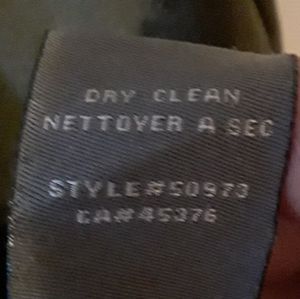 DRY CLEAN
NETTOYER A SEC
STYLE#50973
CA#45376